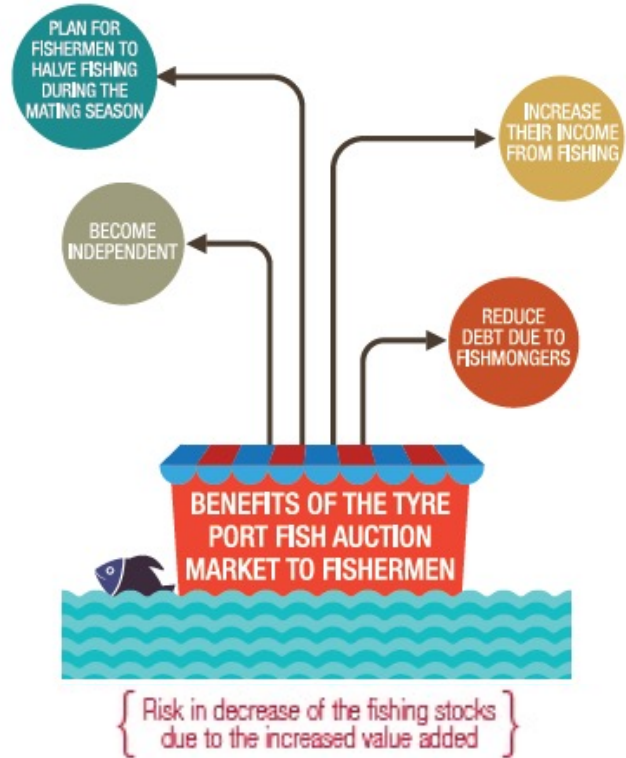 PLAN FOR
FISHERMEN TO
HALVE FISHING
DURING THE
MATING SEASON
INCREASE
THEIR INCOME
FROM FISHING
BECOME
INDEPENDENT
REDUCE
DEBT DUE TO
FISHMONGERS
BENEFITS OF THE TYRE
PORT FISH AUCTION
MARKET TO FISHERMEN
{ Risk in decrease of the fishing stocks
due to the increased value added }